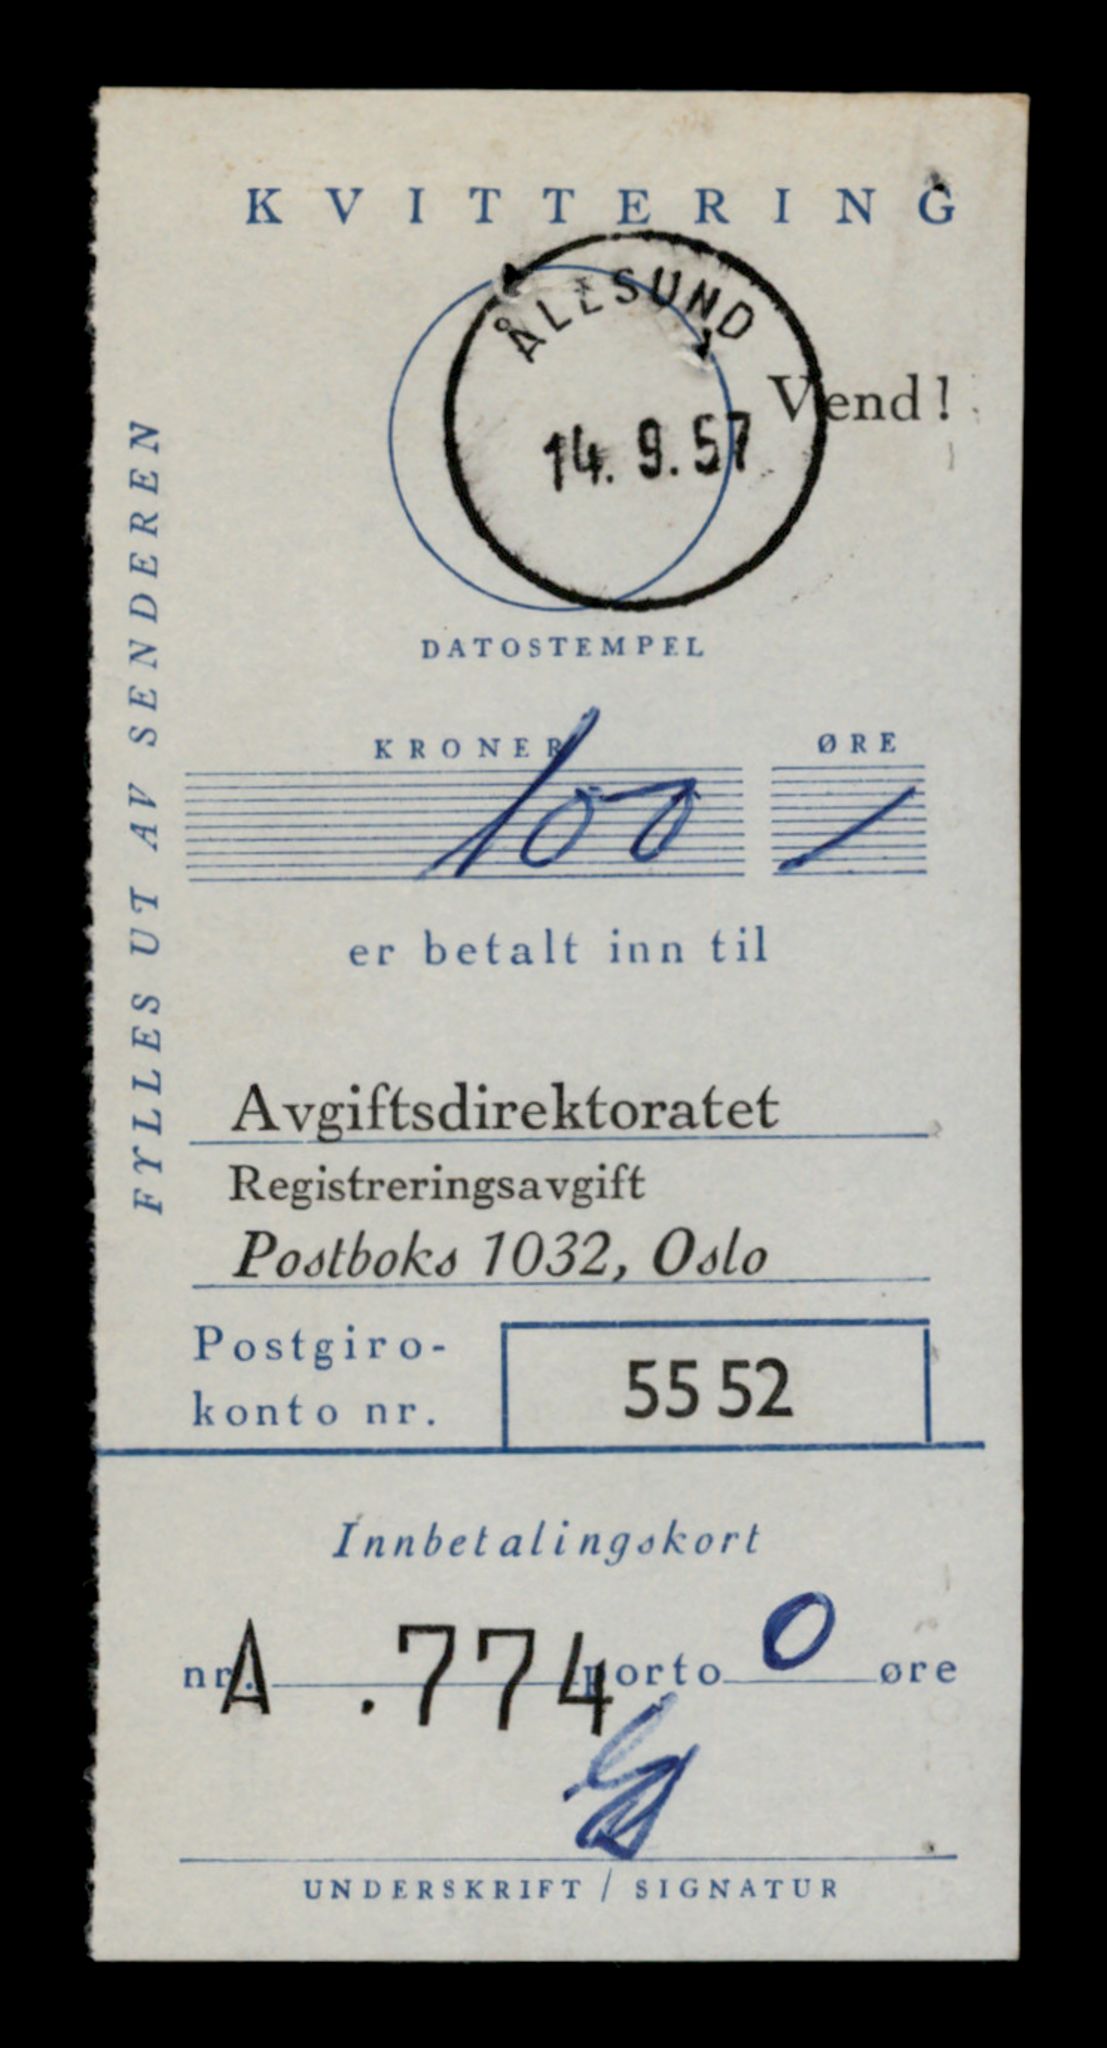 KVITTERING
ÅLESUND
Vend!
14. 9. 57
DATOSTEMPEL
FYLLES UT AV SENDEREN
KRONER ØRE
100 /
er betalt inn til
Avgiftsdirektoratet
Registreringsavgift
Postboks 1032, Oslo
Postgiro-
konto nr.
55 52
Innbetalingskort
nr. A .774 porto 0 øre
UNDERSKRIFT / SIGNATUR